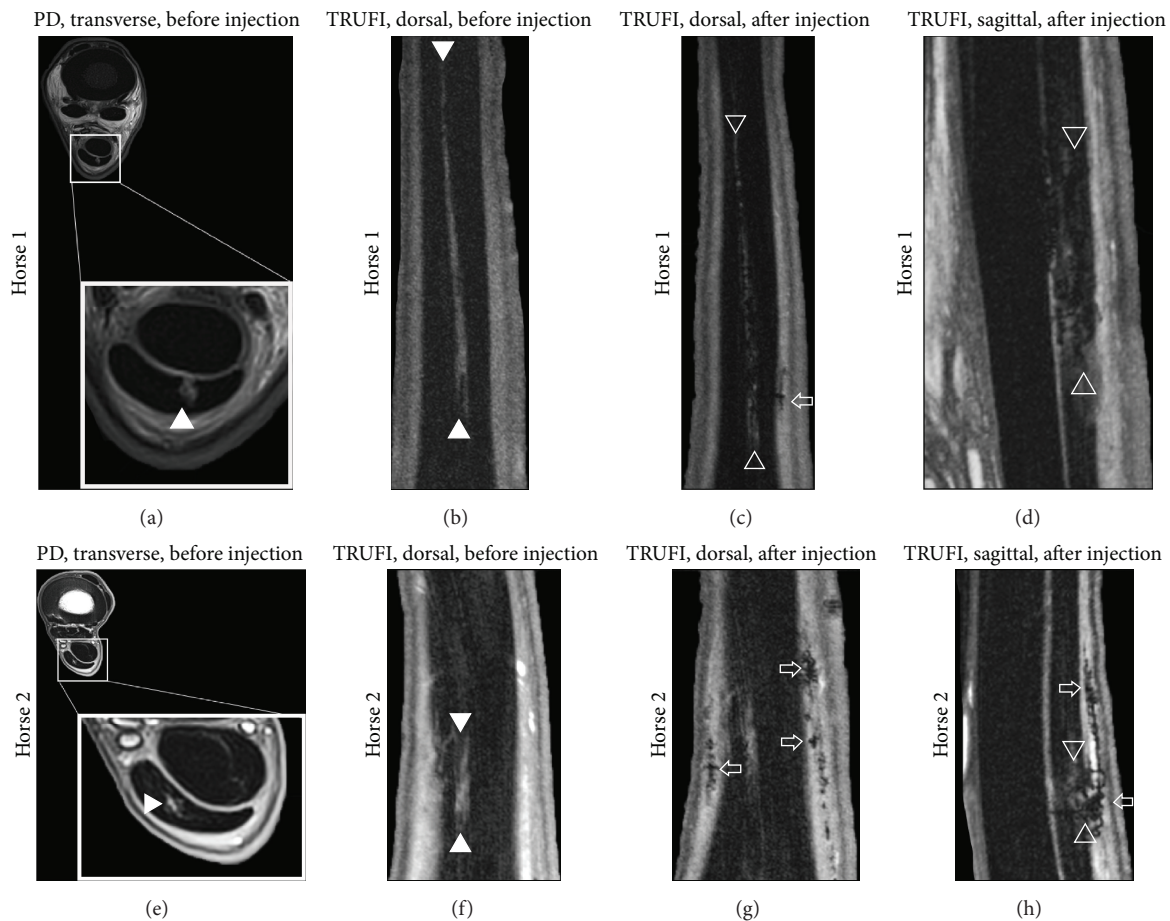 PD, transverse, before injection
TRUFI, dorsal, before injection
TRUFI, dorsal, after injection
TRUFI, sagittal, after injection
Horse 1
Horse 1
Horse 1
Horse 1
(a)
(b)
(c)
(d)
PD, transverse, before injection
TRUFI, dorsal, before injection
TRUFI, dorsal, after injection
TRUFI, sagittal, after injection
Horse 2
Horse 2
Horse 2
Horse 2
(e)
(f)
(g)
(h)